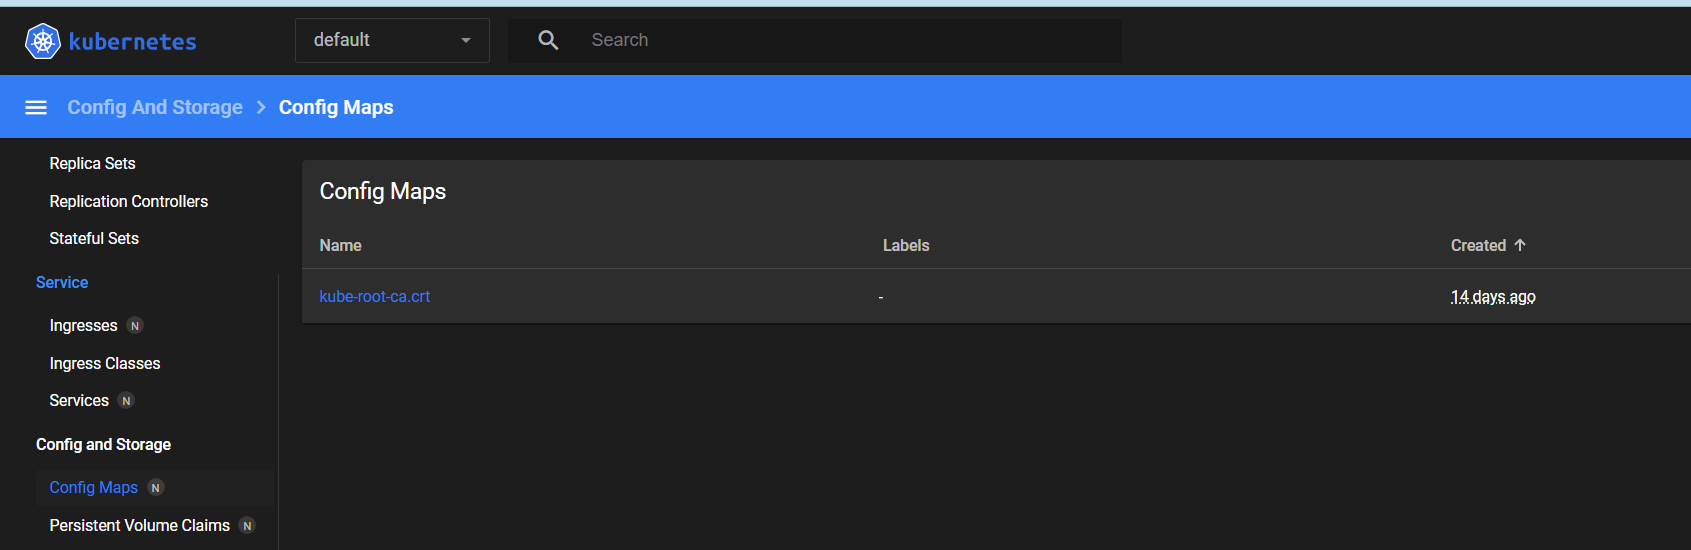 kubernetes
default
Search
Config And Storage > Config Maps
Replica Sets
Replication Controllers
Stateful Sets
Service
Ingresses N
Ingress Classes
Services N
Config and Storage
Config Maps N
Persistent Volume Claims N
Config Maps
Name Labels Created ↑
kube-root-ca.crt - 14 days ago